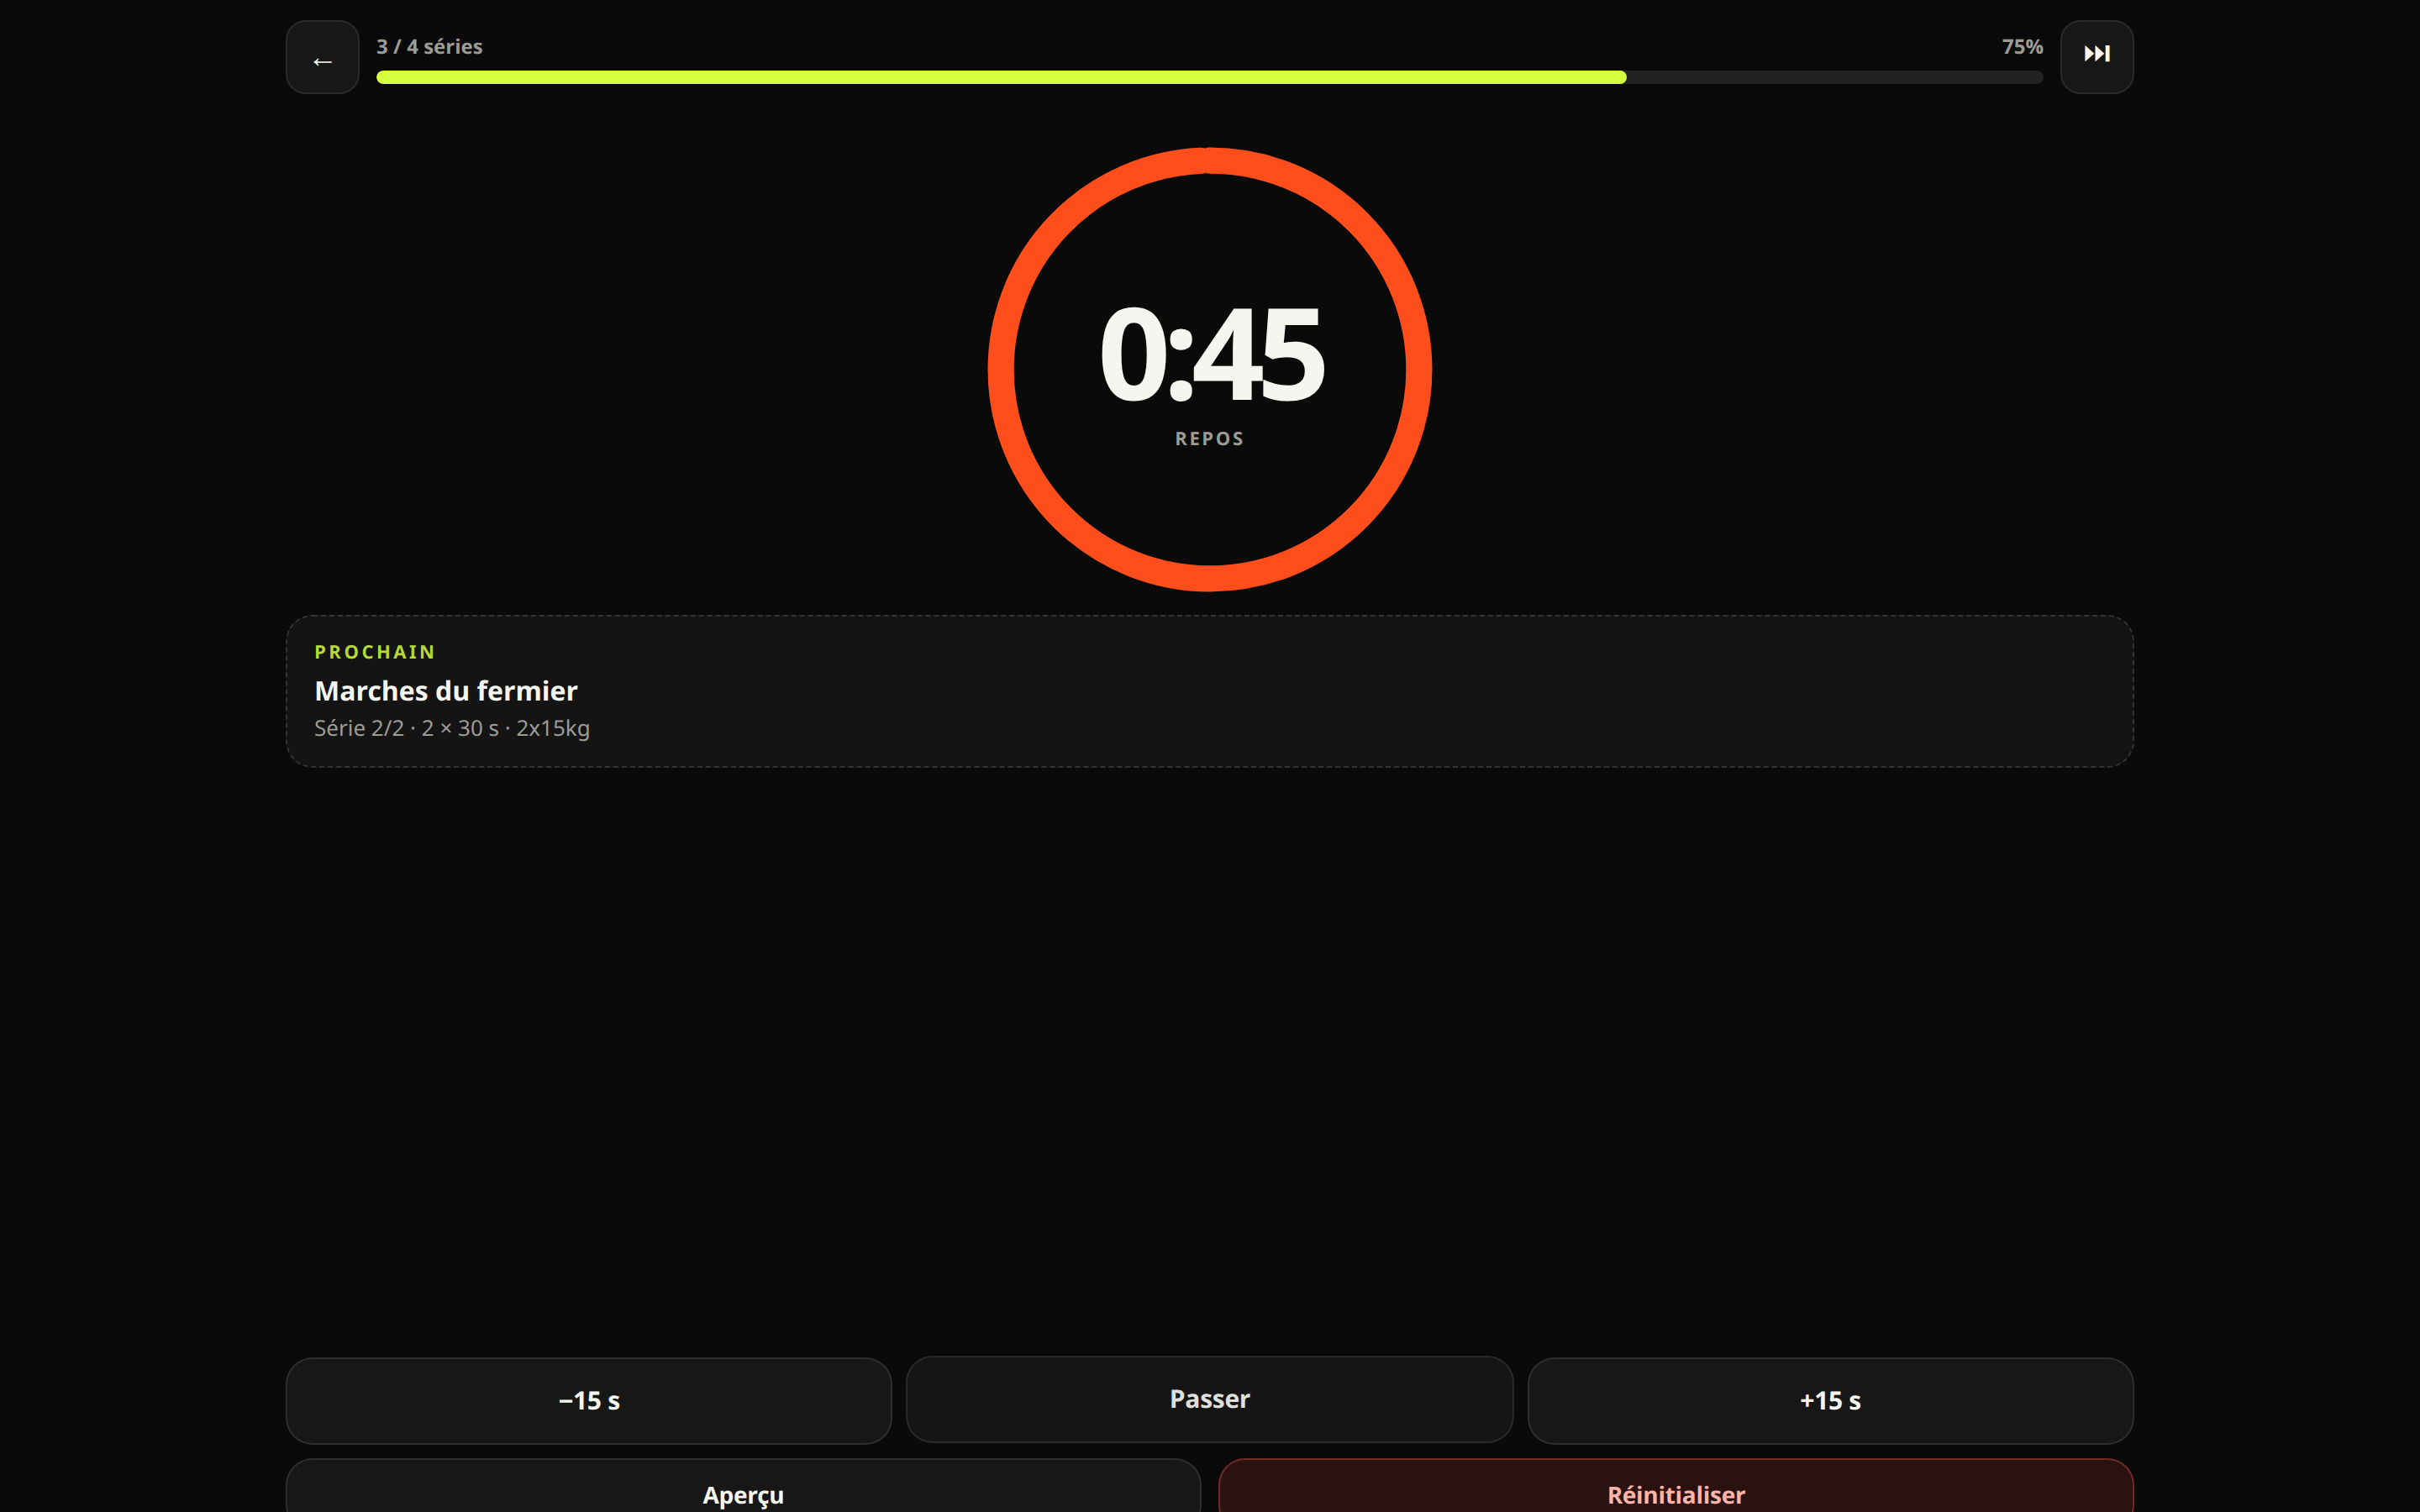 ←
3 / 4 séries
75%
⏭
0:45
REPOS
PROCHAIN
Marches du fermier
Série 2/2 · 2 × 30 s · 2x15kg
−15 s
Passer
+15 s
Aperçu
Réinitialiser